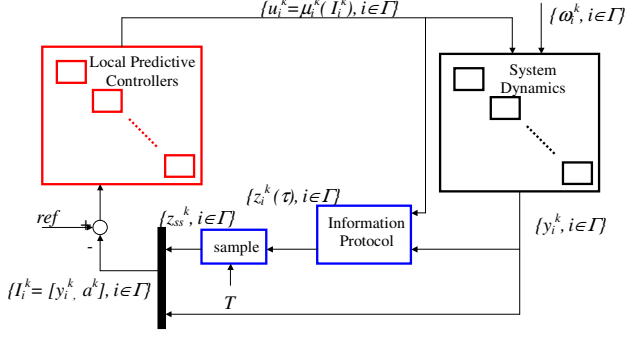 {u_i^k=μ_i^k( I_i^k), i∈Γ}
{ω_i^k, i∈Γ}
Local Predictive
Controllers
System
Dynamics
{z_i^k(τ), i∈Γ}
{z_ss^k, i∈Γ}
ref
+
-
Information
Protocol
{y_i^k, i∈Γ}
sample
{I_i^k= [y_i^k, a^k], i∈Γ}
T